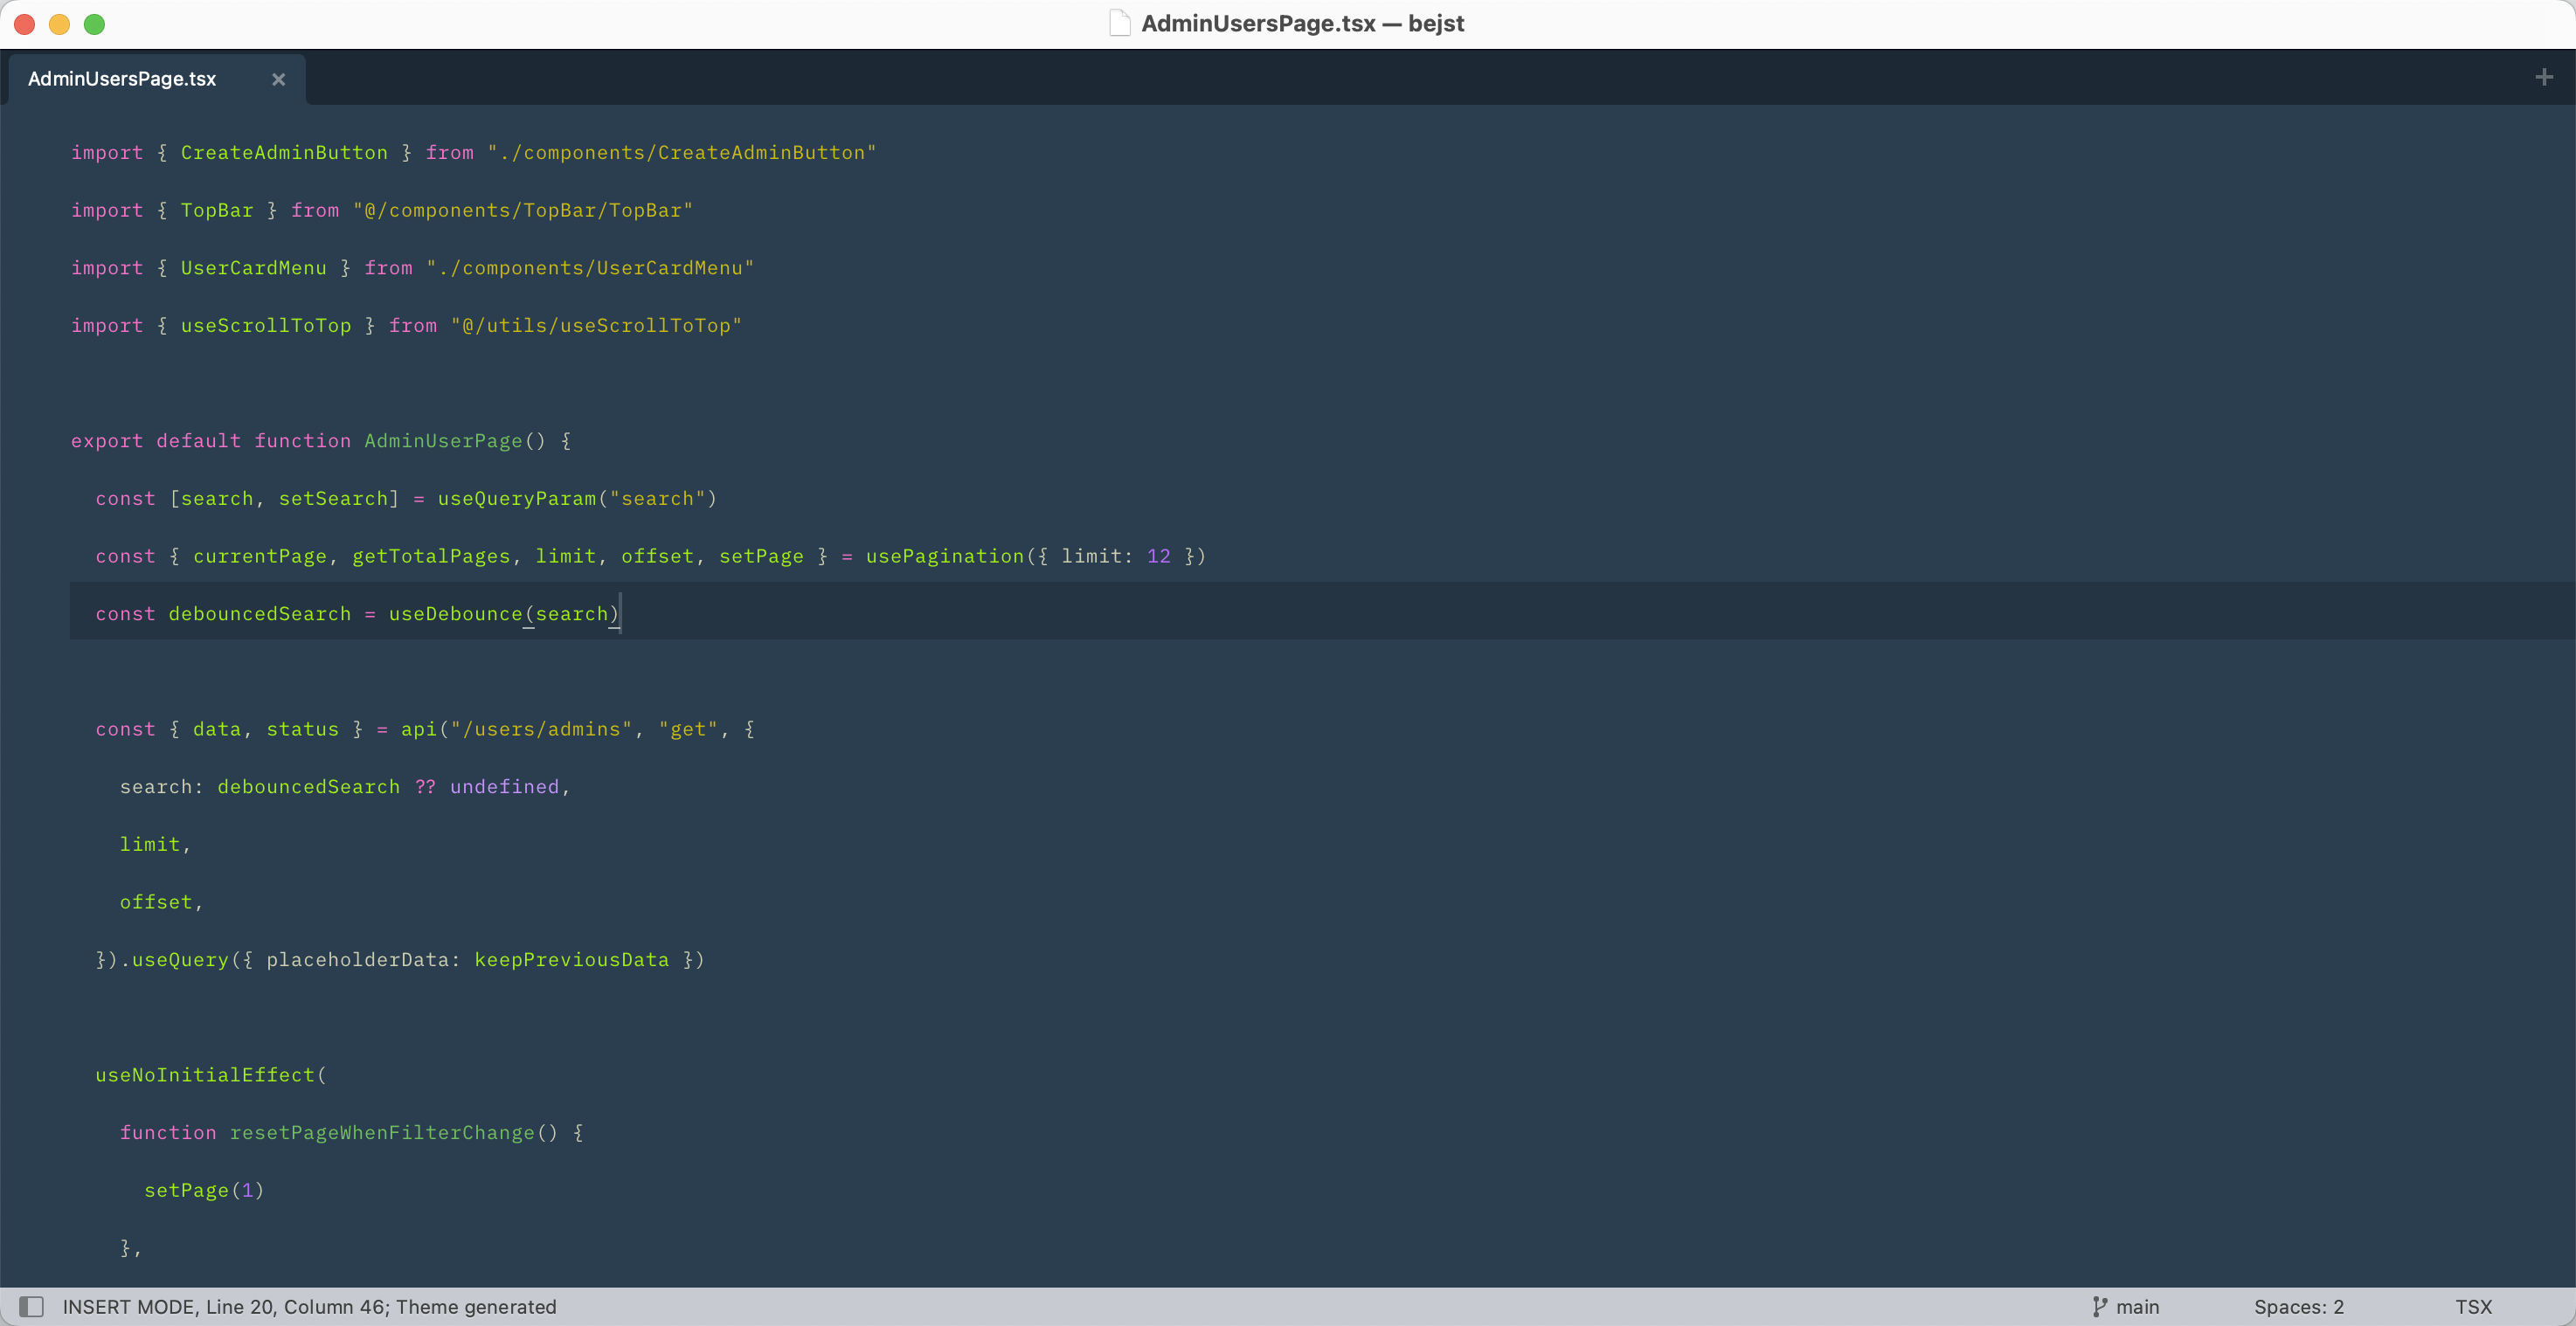 AdminUsersPage.tsx — bejst
AdminUsersPage.tsx
import { CreateAdminButton } from "./components/CreateAdminButton"
import { TopBar } from "@/components/TopBar/TopBar"
import { UserCardMenu } from "./components/UserCardMenu"
import { useScrollToTop } from "@/utils/useScrollToTop"
export default function AdminUserPage() {
const [search, setSearch] = useQueryParam("search")
const { currentPage, getTotalPages, limit, offset, setPage } = usePagination({ limit: 12 })
const debouncedSearch = useDebounce(search)
const { data, status } = api("/users/admins", "get", {
search: debouncedSearch ?? undefined,
limit,
offset,
}).useQuery({ placeholderData: keepPreviousData })
useNoInitialEffect(
function resetPageWhenFilterChange() {
setPage(1)
},
INSERT MODE, Line 20, Column 46; Theme generated
main
Spaces: 2
TSX